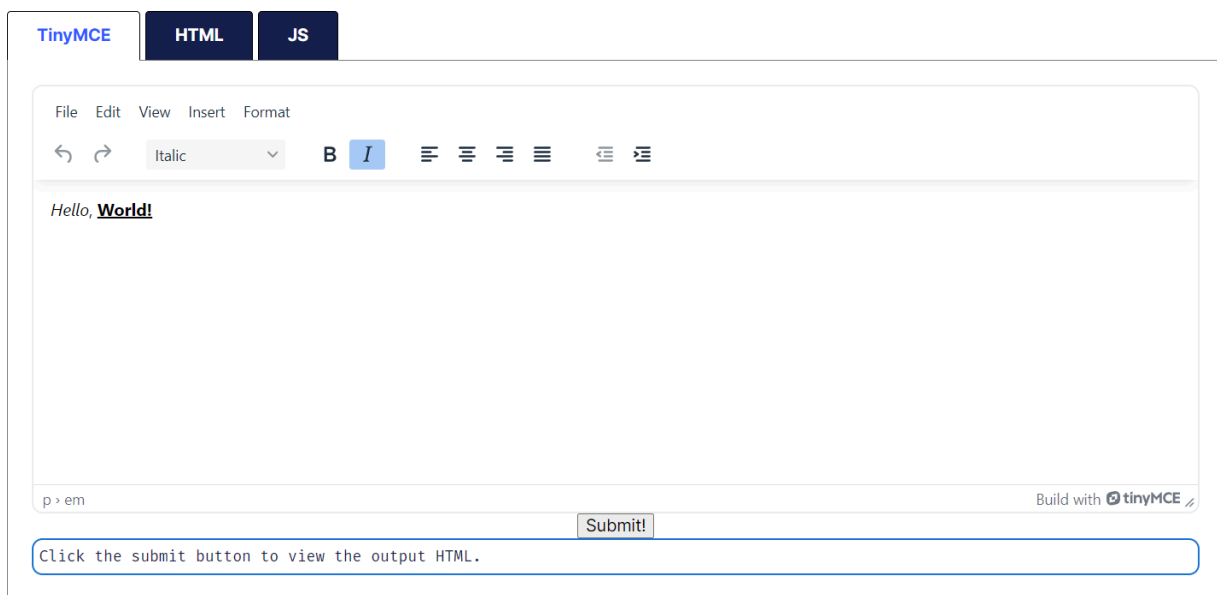 TinyMCE HTML JS
File Edit View Insert Format
Italic B I
Hello, World!
p › em Build with tinyMCE
Submit!
Click the submit button to view the output HTML.